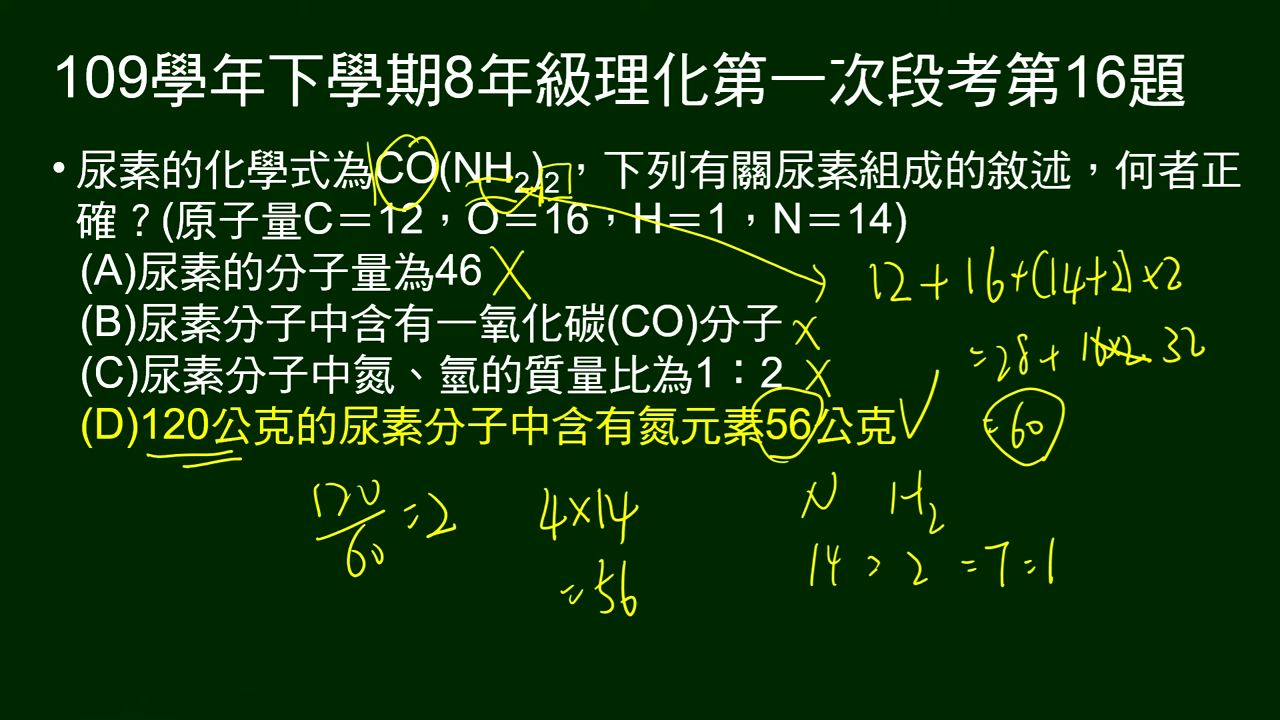 109學年下學期8年級理化第一次段考第16題
• 尿素的化學式為CO(NH₂)₂，下列有關尿素組成的敘述，何者正
確？(原子量C＝12，O＝16，H＝1，N＝14)
(A)尿素的分子量為46 X
(B)尿素分子中含有一氧化碳(CO)分子 x
(C)尿素分子中氮、氫的質量比為1：2 X
(D)120公克的尿素分子中含有氮元素56公克 ✓
12+16+(14+2)×2
=28+ 16×2 32
=60
120/60=2
4×14
=56
N H₂
14:2=7:1